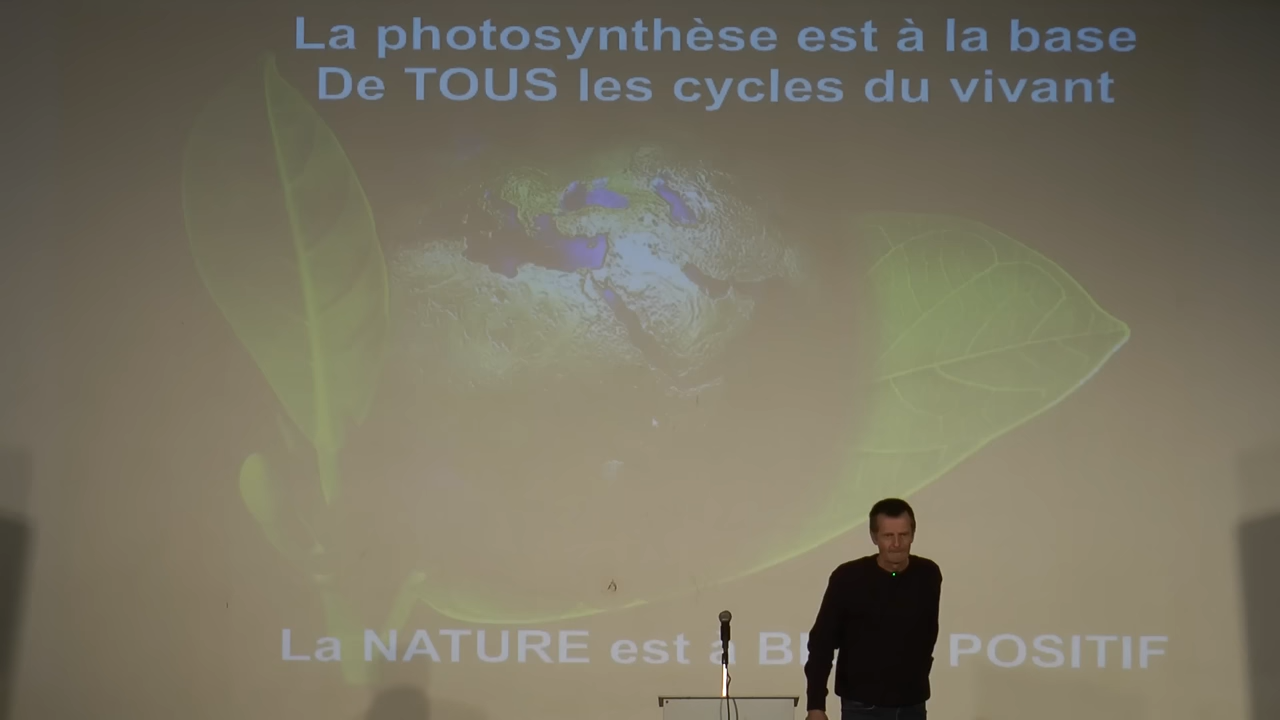 La photosynthèse est à la base
De TOUS les cycles du vivant
La NATURE est à POSITIF